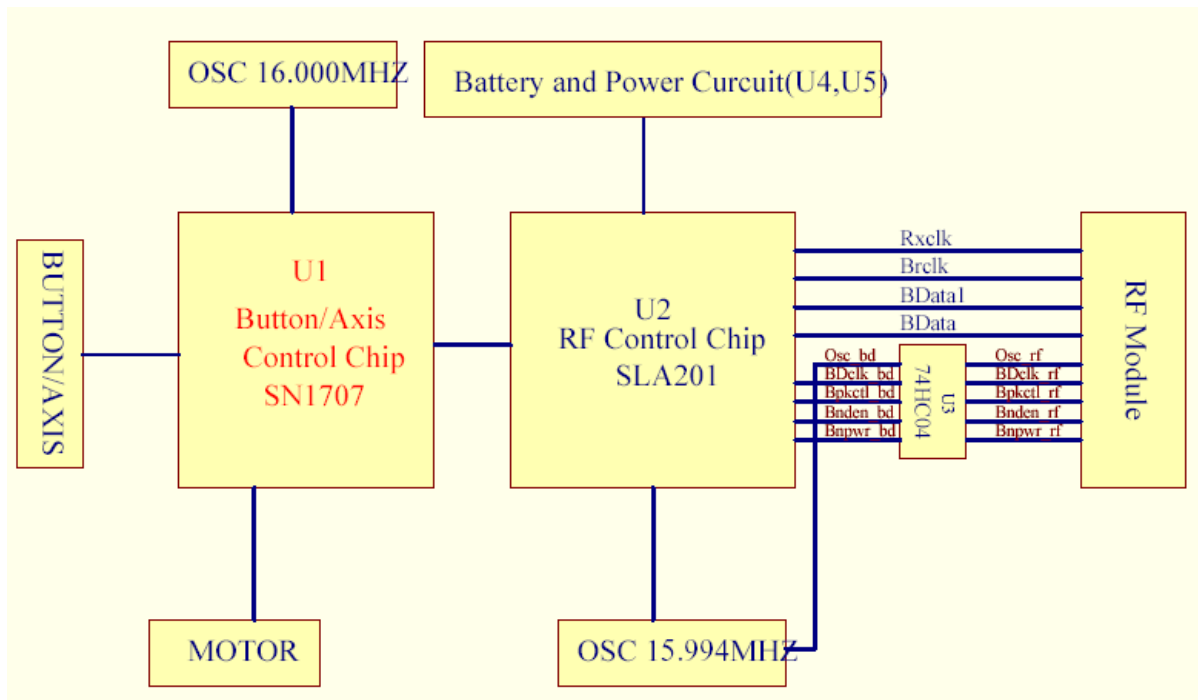 OSC 16.000MHZ
Battery and Power Curcuit(U4,U5)
BUTTON/AXIS
U1
Button/Axis
Control Chip
SN1707
U2
RF Control Chip
SLA201
Rxclk
Brclk
BData1
BData
Osc_bd
BDclk_bd
Bpkctl_bd
Bnden_bd
Bnpwr_bd
U3
74HC04
Osc_rf
BDclk_rf
Bpkctl_rf
Bnden_rf
Bnpwr_rf
RF Module
MOTOR
OSC 15.994MHZ